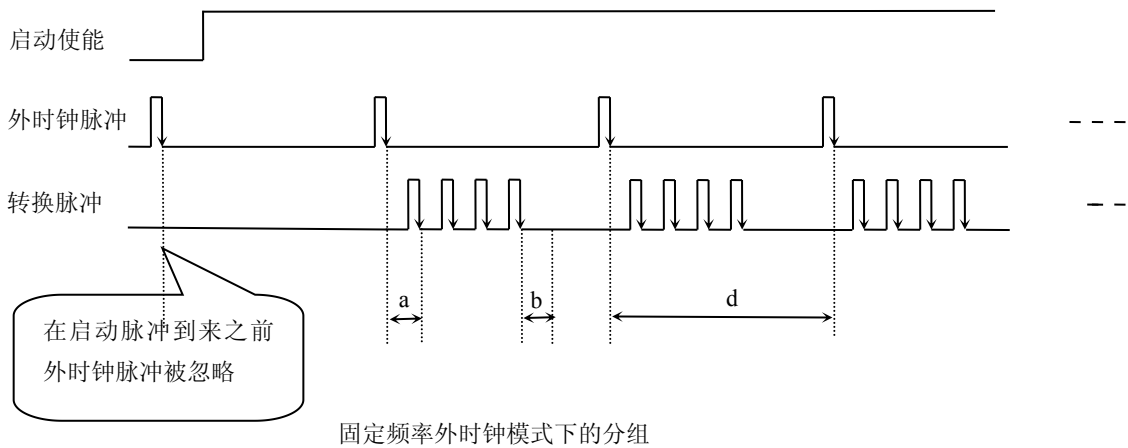 启动使能
外时钟脉冲
转换脉冲
a
b
d
在启动脉冲到来之前
外时钟脉冲被忽略
固定频率外时钟模式下的分组